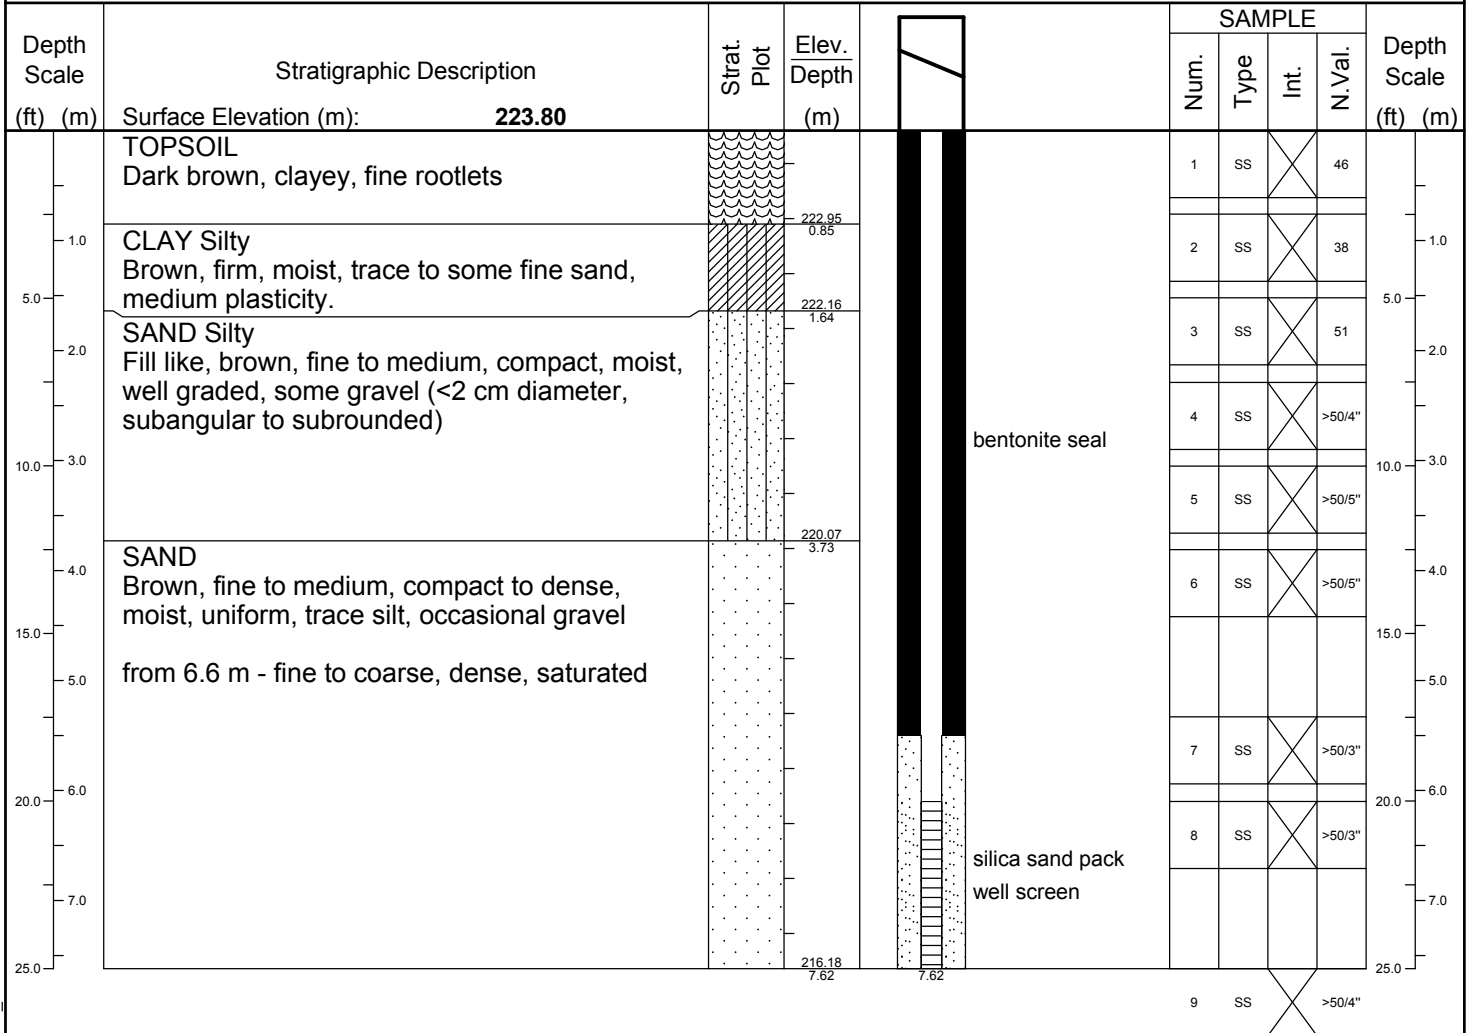 SAMPLE
Depth Scale
(ft) (m)
Stratigraphic Description
Surface Elevation (m): 223.80
Strat. Plot
Elev.
Depth
(m)
Num.
Type
Int.
N.Val.
Depth Scale
(ft) (m)
TOPSOIL
Dark brown, clayey, fine rootlets
222.95
0.85
CLAY Silty
Brown, firm, moist, trace to some fine sand,
medium plasticity.
222.16
1.64
SAND Silty
Fill like, brown, fine to medium, compact, moist,
well graded, some gravel (<2 cm diameter,
subangular to subrounded)
220.07
3.73
SAND
Brown, fine to medium, compact to dense,
moist, uniform, trace silt, occasional gravel
from 6.6 m - fine to coarse, dense, saturated
216.18
7.62
1.0
5.0
2.0
10.0
3.0
4.0
15.0
5.0
6.0
20.0
7.0
25.0
bentonite seal
silica sand pack
well screen
7.62
1 SS 46
2 SS 38
3 SS 51
4 SS >50/4"
5 SS >50/5"
6 SS >50/5"
7 SS >50/3"
8 SS >50/3"
9 SS >50/4"
1.0
5.0
2.0
10.0
3.0
4.0
15.0
5.0
6.0
20.0
7.0
25.0